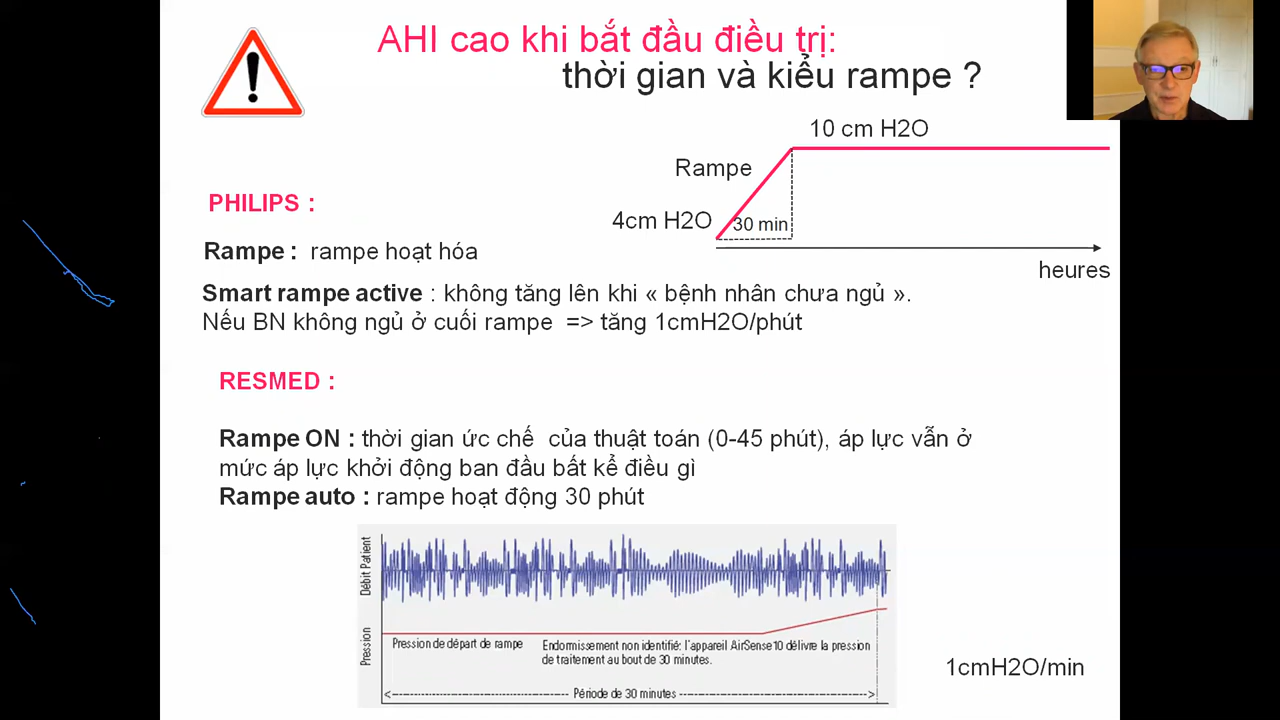 AHI cao khi bắt đầu điều trị:
thời gian và kiểu rampe ?
10 cm H2O
Rampe
4cm H2O
30 min
heures
PHILIPS :
Rampe : rampe hoạt hóa
Smart rampe active : không tăng lên khi « bệnh nhân chưa ngủ ».
Nếu BN không ngủ ở cuối rampe => tăng 1cmH2O/phút
RESMED :
Rampe ON : thời gian ức chế của thuật toán (0-45 phút), áp lực vẫn ở
mức áp lực khởi động ban đầu bất kể điều gì
Rampe auto : rampe hoạt động 30 phút
Débit Patient
Pression
Pression de départ de rampe
Endormissement non identifié: l'appareil AirSense10 délivre la pression
de traitement au bout de 30 minutes.
Période de 30 minutes
1cmH2O/min